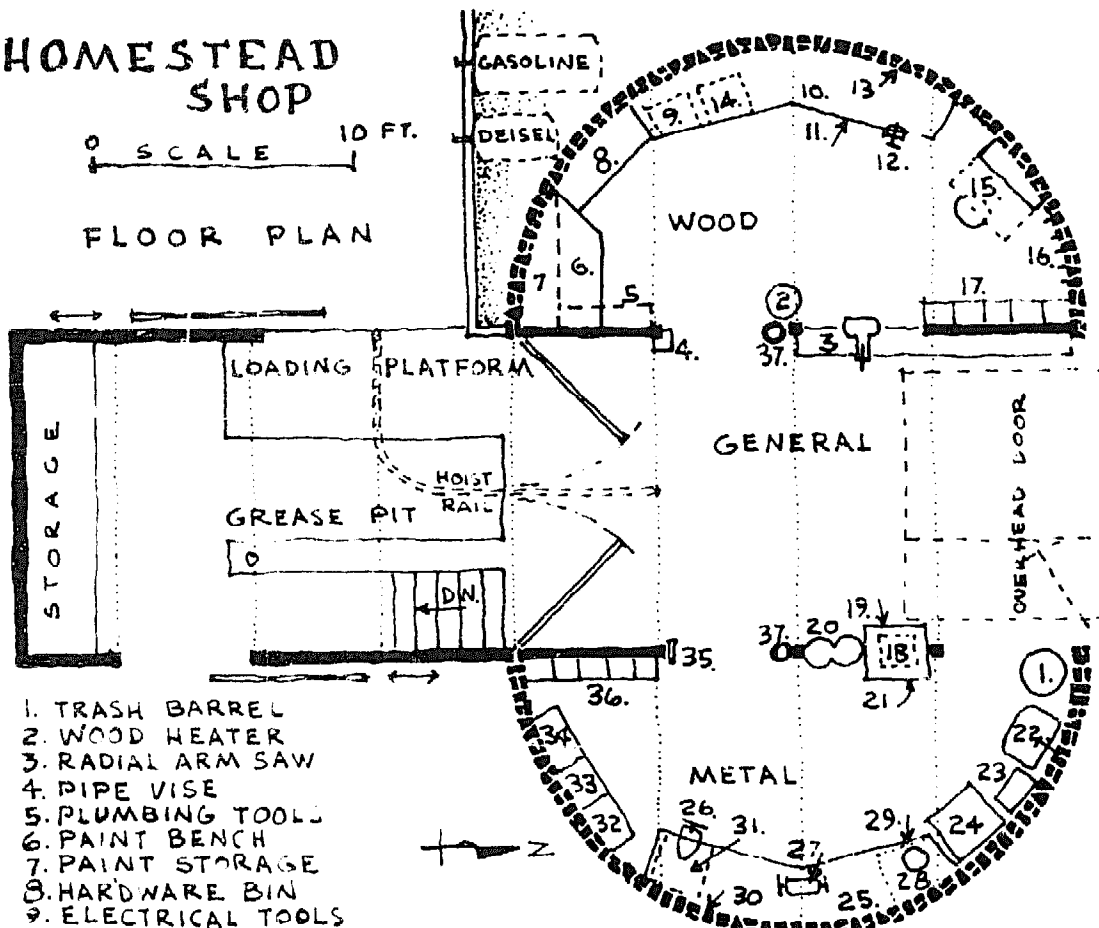 HOMESTEAD
SHOP
0 SCALE 10 FT.
FLOOR PLAN
GASOLINE
DEISEL
9. 14. 10. 13
11. 12.
8. 15.
WOOD
7 6. 5 16. 17.
2
LOADING PLATFORM
4. 37. 3
STORAGE
GENERAL
OVERHEAD DOOR
HOIST
RAIL
GREASE PIT
O
DN.
19.
37. 20 18
35. 1.
36. 21
34 22
METAL 23
33 26. 29. 24
32 31. 27.
28
30 25.
N
1. TRASH BARREL
2. WOOD HEATER
3. RADIAL ARM SAW
4. PIPE VISE
5. PLUMBING TOOLS
6. PAINT BENCH
7. PAINT STORAGE
8. HARDWARE BIN
9. ELECTRICAL TOOLS